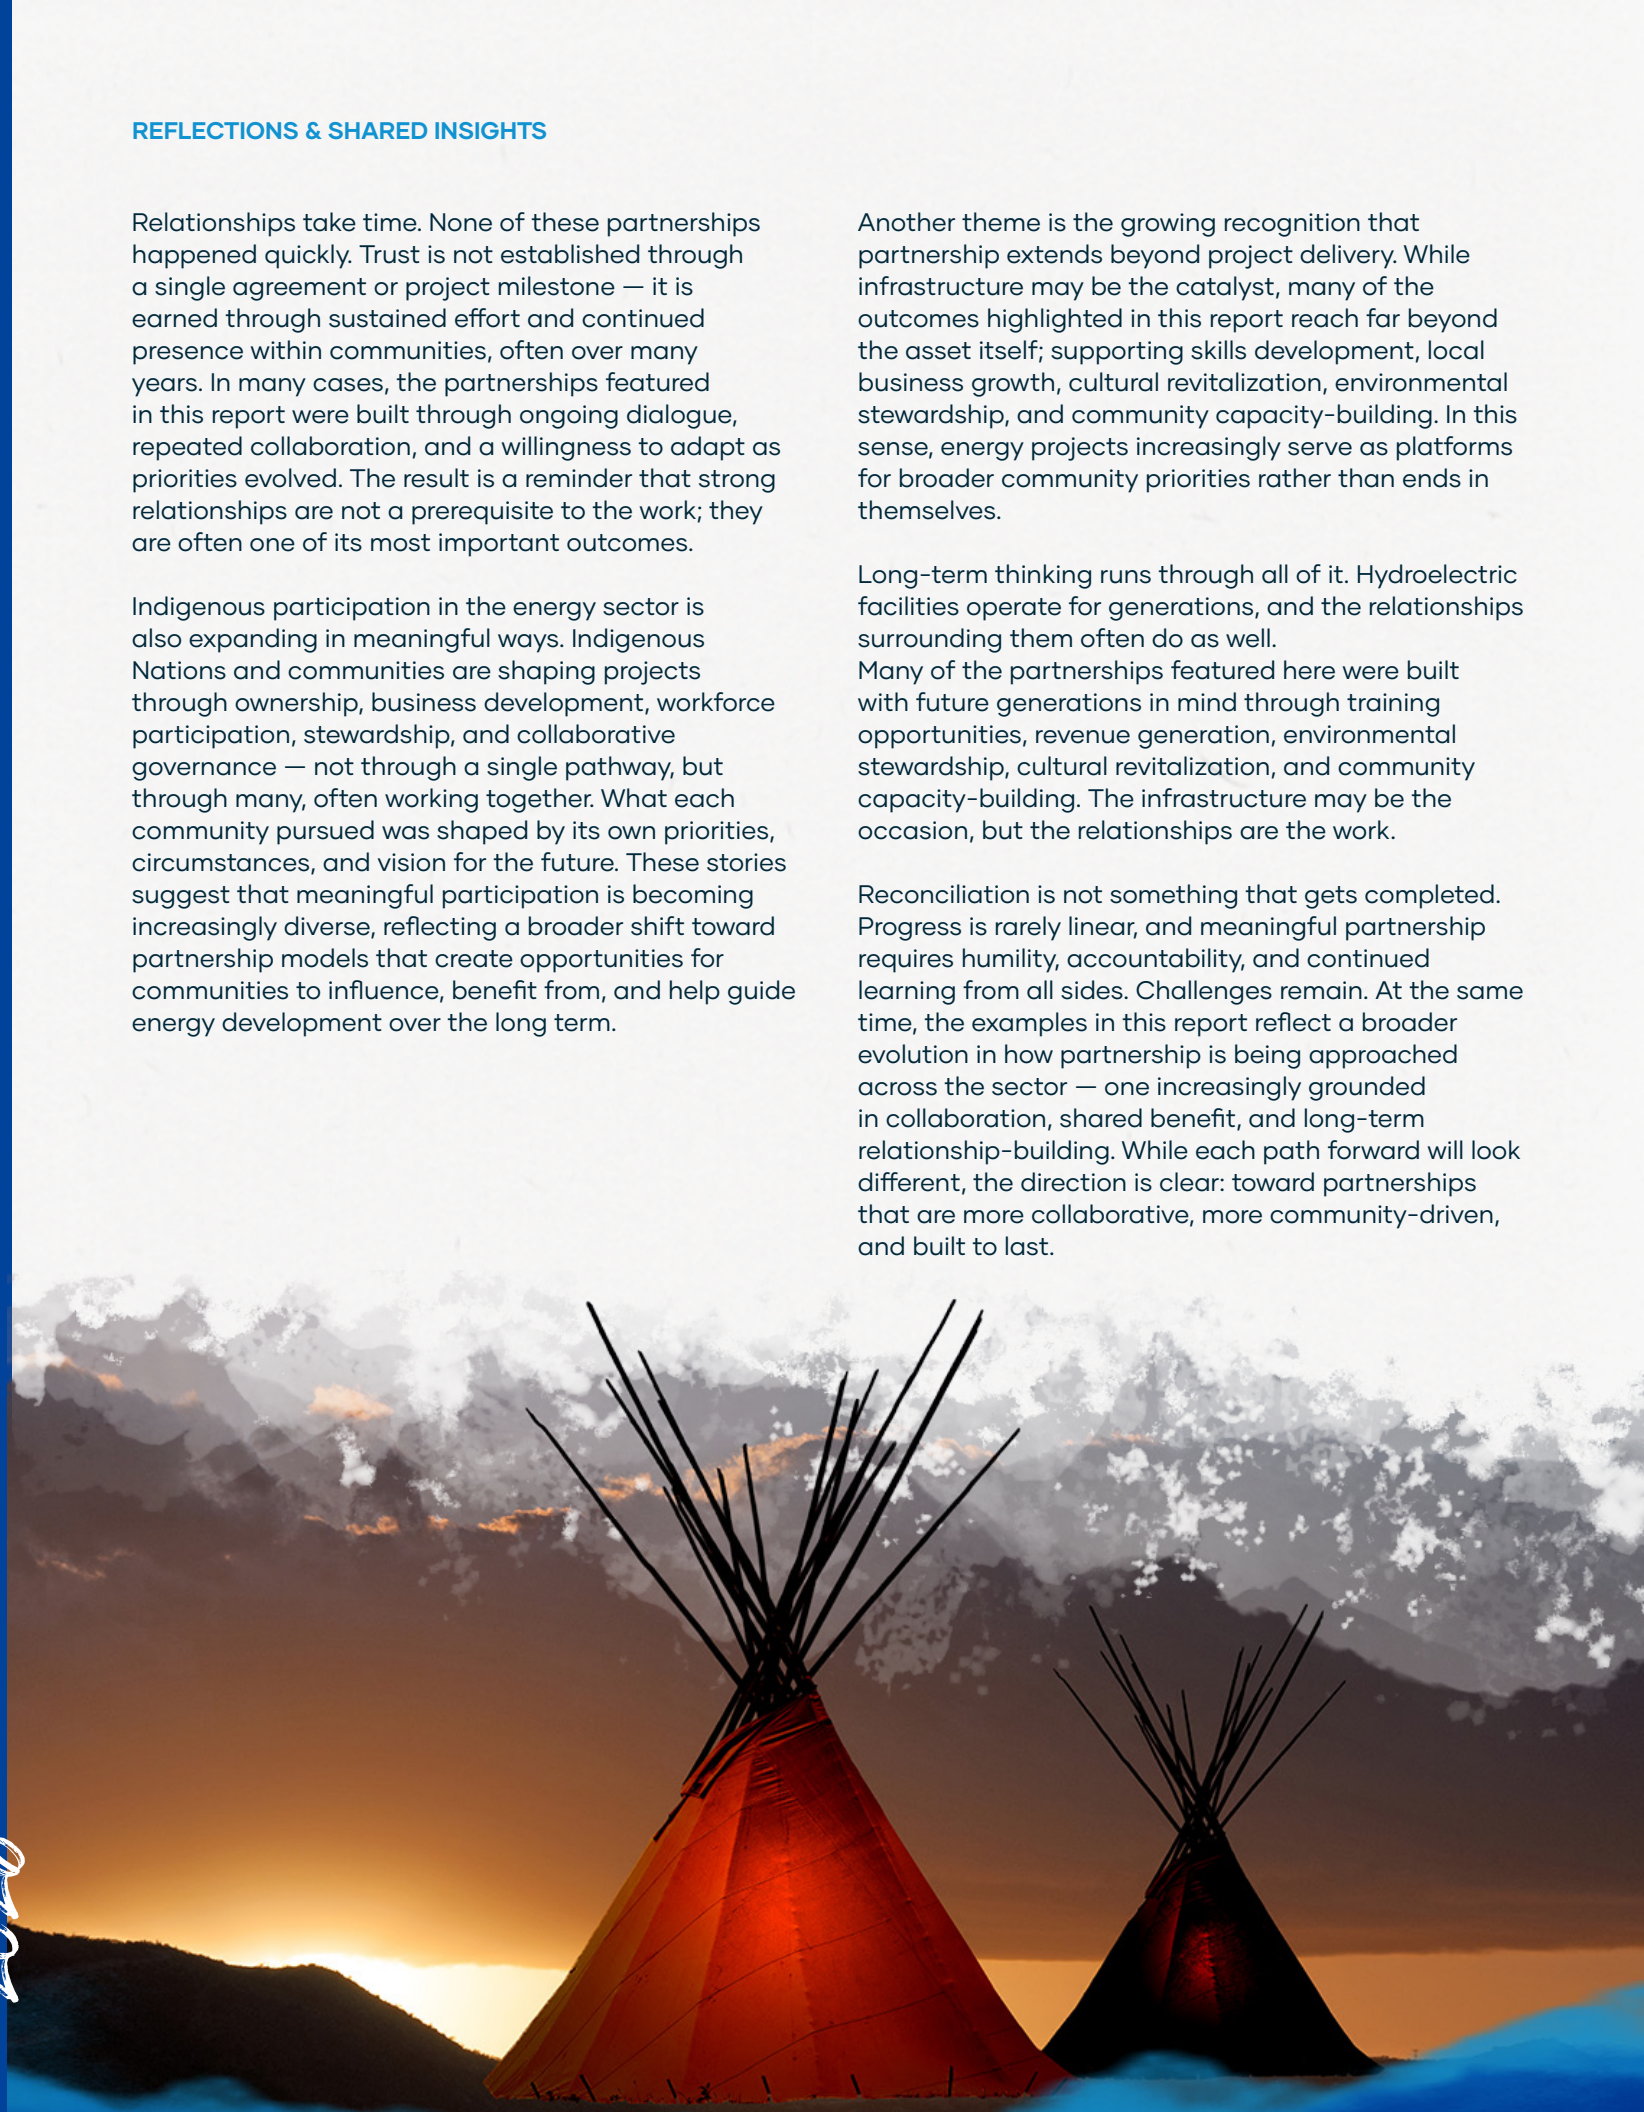 REFLECTIONS & SHARED INSIGHTS
Relationships take time. None of these partnerships
happened quickly. Trust is not established through
a single agreement or project milestone — it is
earned through sustained effort and continued
presence within communities, often over many
years. In many cases, the partnerships featured
in this report were built through ongoing dialogue,
repeated collaboration, and a willingness to adapt as
priorities evolved. The result is a reminder that strong
relationships are not a prerequisite to the work; they
are often one of its most important outcomes.
Indigenous participation in the energy sector is
also expanding in meaningful ways. Indigenous
Nations and communities are shaping projects
through ownership, business development, workforce
participation, stewardship, and collaborative
governance — not through a single pathway, but
through many, often working together. What each
community pursued was shaped by its own priorities,
circumstances, and vision for the future. These stories
suggest that meaningful participation is becoming
increasingly diverse, reflecting a broader shift toward
partnership models that create opportunities for
communities to influence, benefit from, and help guide
energy development over the long term.
Another theme is the growing recognition that
partnership extends beyond project delivery. While
infrastructure may be the catalyst, many of the
outcomes highlighted in this report reach far beyond
the asset itself; supporting skills development, local
business growth, cultural revitalization, environmental
stewardship, and community capacity-building. In this
sense, energy projects increasingly serve as platforms
for broader community priorities rather than ends in
themselves.
Long-term thinking runs through all of it. Hydroelectric
facilities operate for generations, and the relationships
surrounding them often do as well.
Many of the partnerships featured here were built
with future generations in mind through training
opportunities, revenue generation, environmental
stewardship, cultural revitalization, and community
capacity-building. The infrastructure may be the
occasion, but the relationships are the work.
Reconciliation is not something that gets completed.
Progress is rarely linear, and meaningful partnership
requires humility, accountability, and continued
learning from all sides. Challenges remain. At the same
time, the examples in this report reflect a broader
evolution in how partnership is being approached
across the sector — one increasingly grounded
in collaboration, shared benefit, and long-term
relationship-building. While each path forward will look
different, the direction is clear: toward partnerships
that are more collaborative, more community-driven,
and built to last.